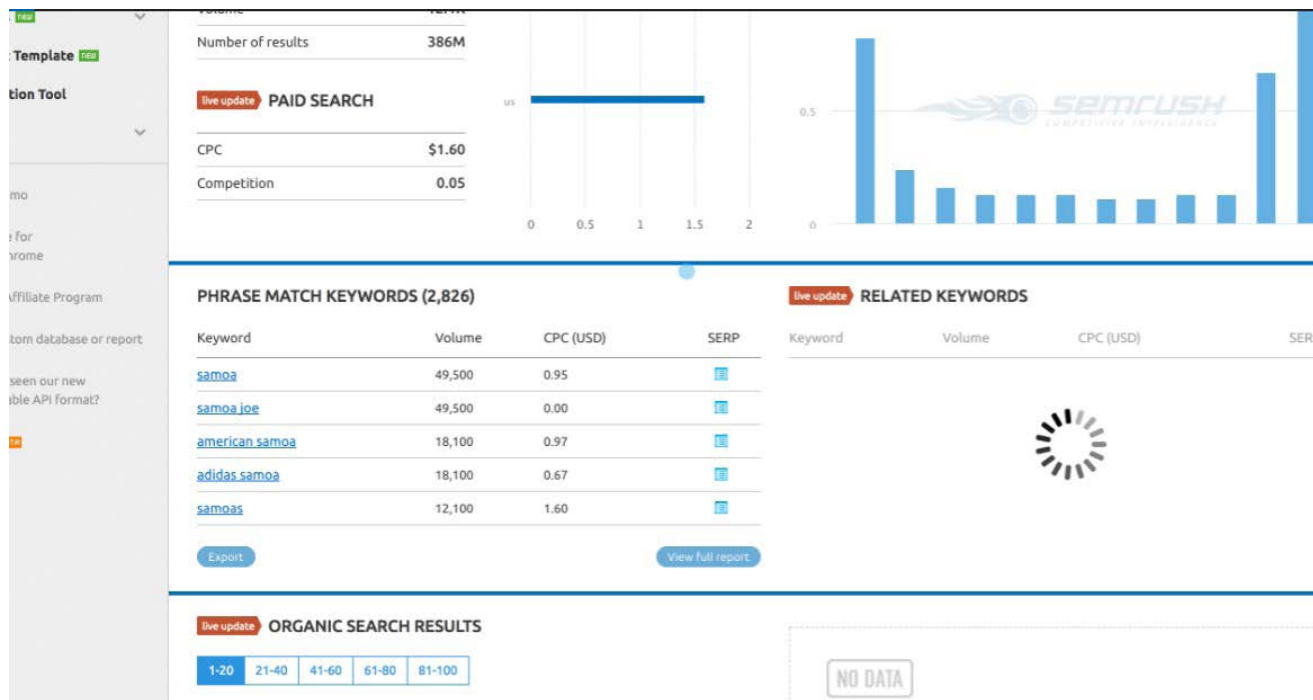 new
Template new
tion Tool
mo
for
rome
Affiliate Program
tom database or report
seen our new
able API format?
Number of results 386M
live update PAID SEARCH
CPC $1.60
Competition 0.05
us
0 0.5 1 1.5 2
0.5
0
SEMRUSH
COMPETITIVE INTELLIGENCE
PHRASE MATCH KEYWORDS (2,826)
Keyword Volume CPC (USD) SERP
samoa 49,500 0.95
samoa joe 49,500 0.00
american samoa 18,100 0.97
adidas samoa 18,100 0.67
samoas 12,100 1.60
Export View full report
live update RELATED KEYWORDS
Keyword Volume CPC (USD) SER
live update ORGANIC SEARCH RESULTS
1-20 21-40 41-60 61-80 81-100
NO DATA